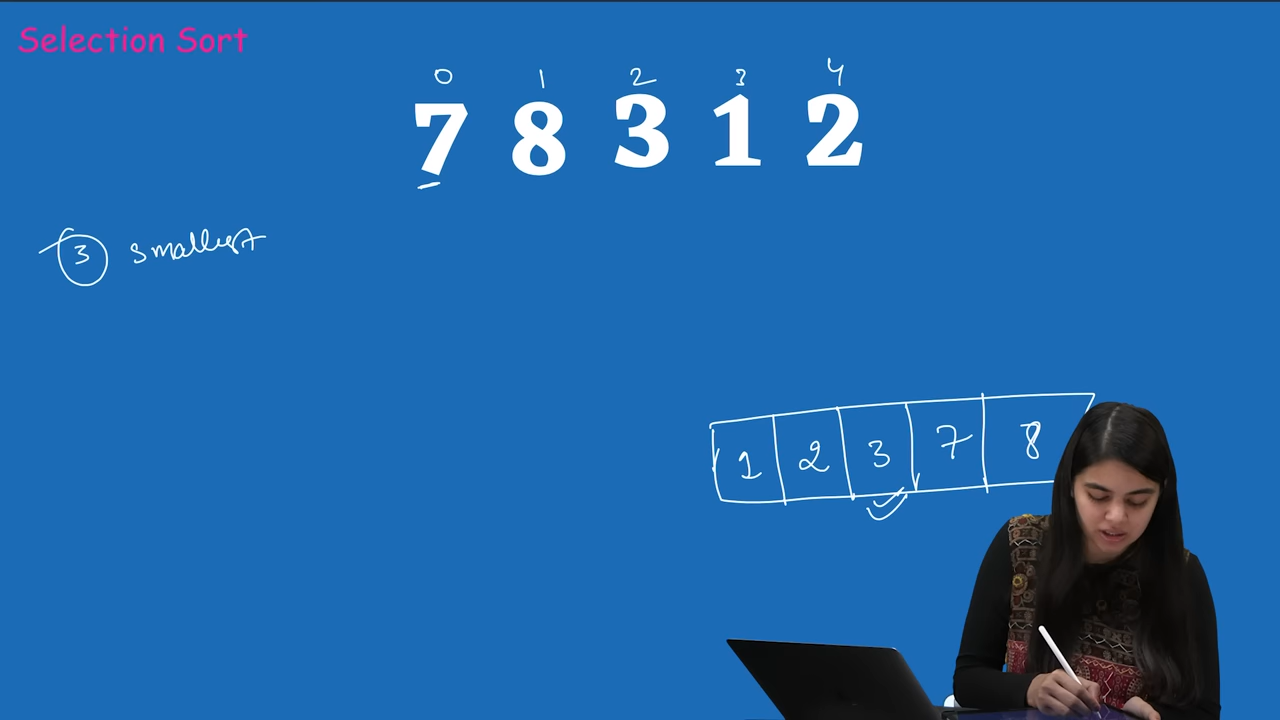 Selection Sort
0 1 2 3 4
7 8 3 1 2
3 smallest
1 2 3 7 8